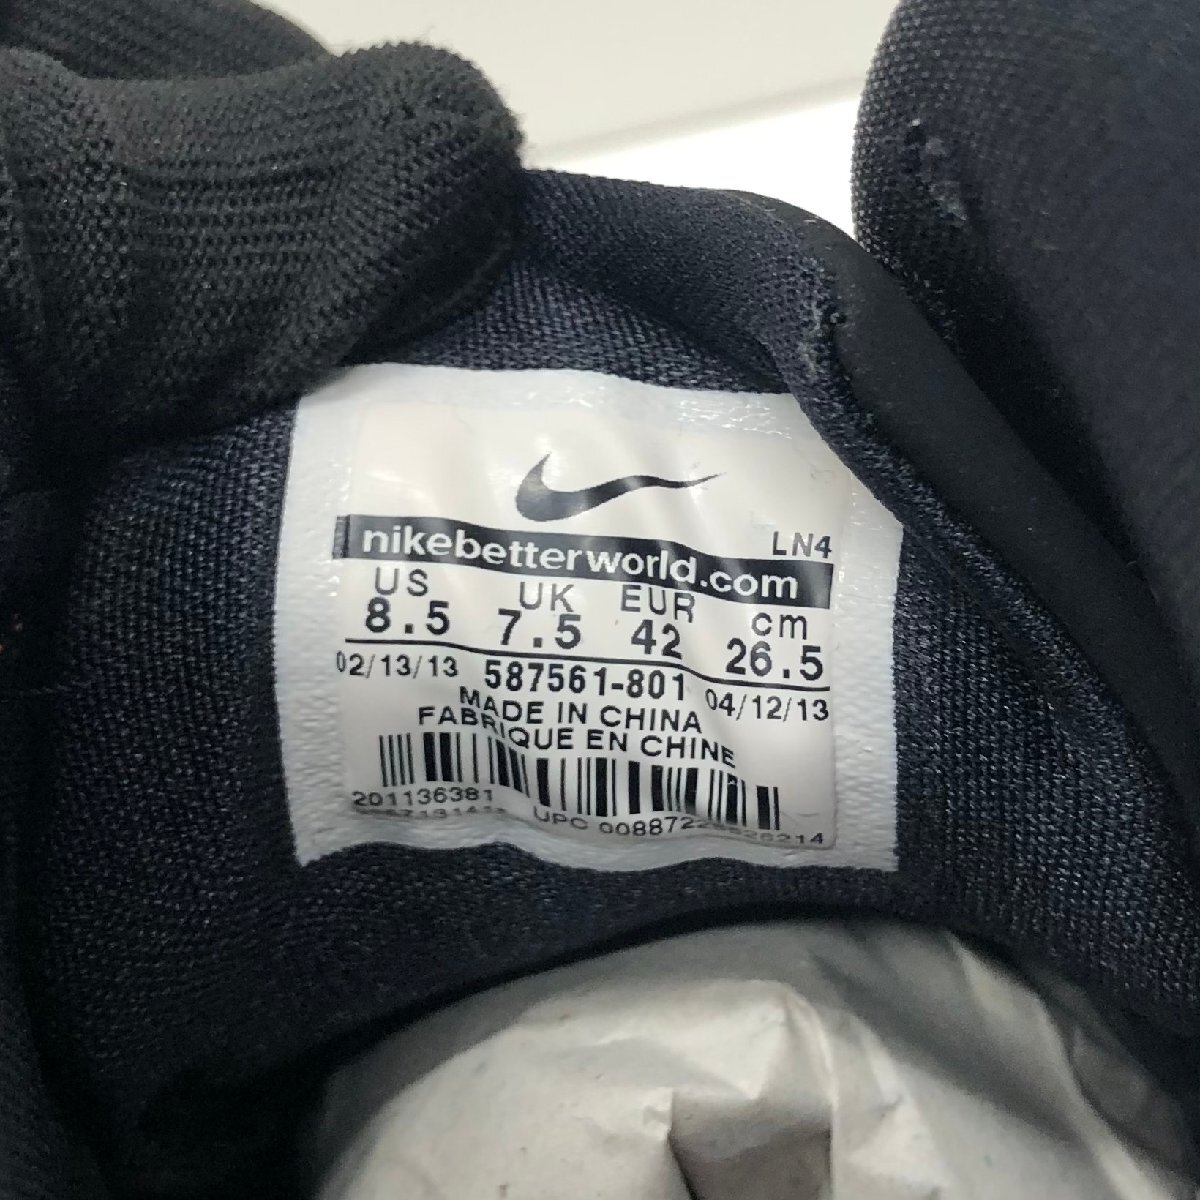 LN4
nikebetterworld.com
US UK EUR cm
8.5 7.5 42 26.5
02/13/13 587561-801 04/12/13
MADE IN CHINA
FABRIQUE EN CHINE
201136381
UPC